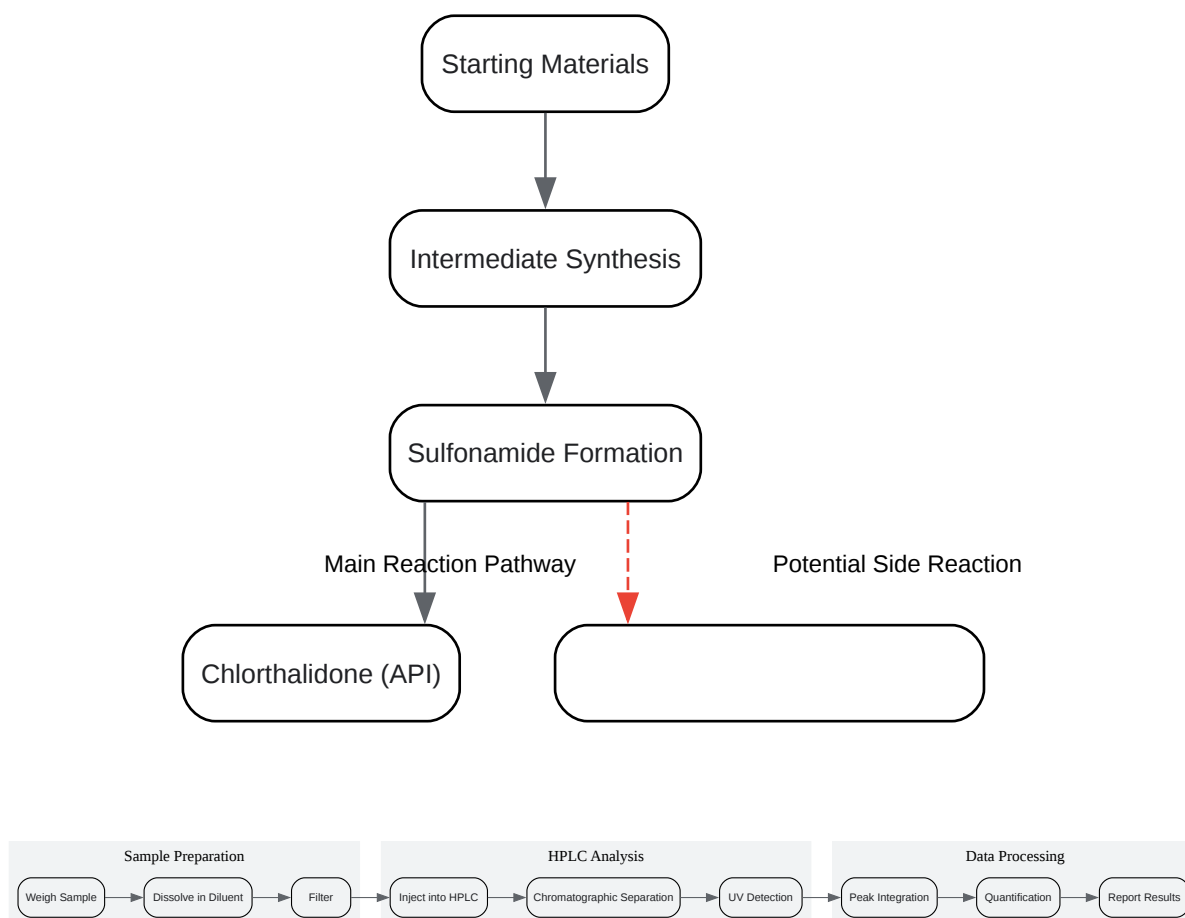 Starting Materials
Intermediate Synthesis
Sulfonamide Formation
Main Reaction Pathway
Potential Side Reaction
Chlorthalidone (API)
Sample Preparation
HPLC Analysis
Data Processing
Weigh Sample
Dissolve in Diluent
Filter
Inject into HPLC
Chromatographic Separation
UV Detection
Peak Integration
Quantification
Report Results